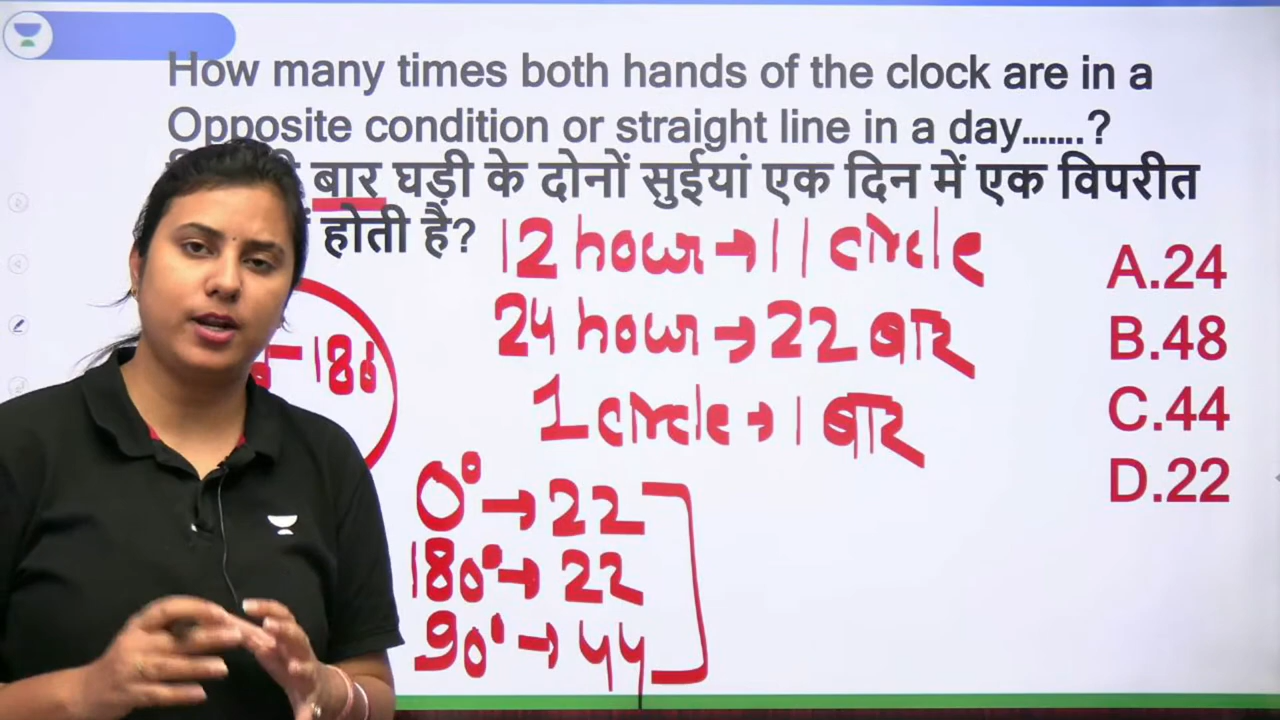 How many times both hands of the clock are in a
Opposite condition or straight line in a day.......?
बार घड़ी के दोनों सुईयां एक दिन में एक विपरीत
होती है?
12 hour → 11 circle
24 hour → 22 बार
1 circle → 1 बार
- 180
0° → 22
180° → 22
90° → 44
A.24
B.48
C.44
D.22